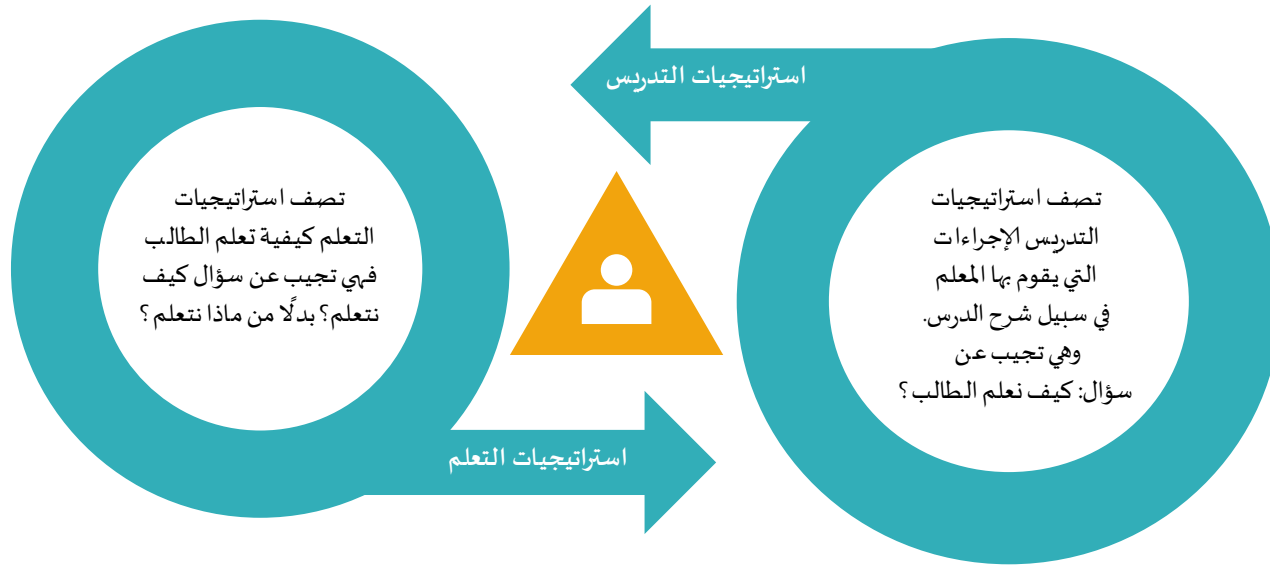 استراتيجيات التدريس
تصف استراتيجيات
التدريس الإجراءات
التي يقوم بها المعلم
في سبيل شرح الدرس.
وهي تجيب عن
سؤال: كيف نعلم الطالب؟
تصف استراتيجيات
التعلم كيفية تعلم الطالب
فهي تجيب عن سؤال كيف
نتعلم؟ بدلًا من ماذا نتعلم؟
استراتيجيات التعلم